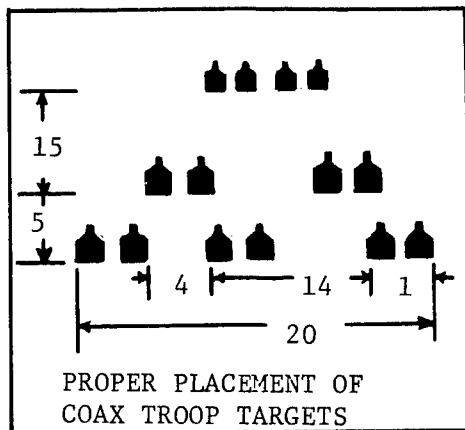 15
5
4 14 1
20
PROPER PLACEMENT OF
COAX TROOP TARGETS